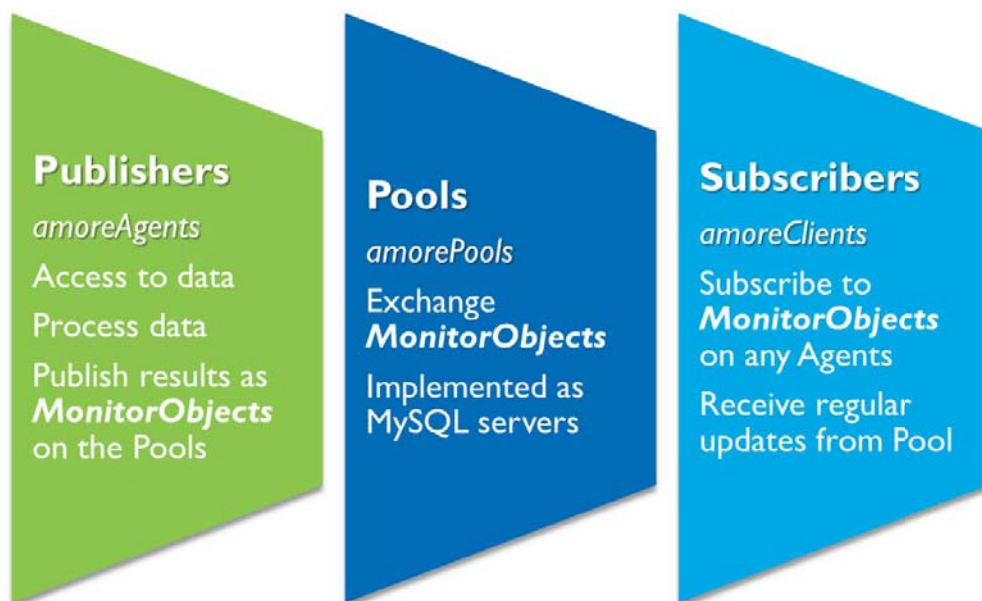 Publishers
amoreAgents
Access to data
Process data
Publish results as
MonitorObjects
on the Pools
Pools
amorePools
Exchange
MonitorObjects
Implemented as
MySQL servers
Subscribers
amoreClients
Subscribe to
MonitorObjects
on any Agents
Receive regular
updates from Pool